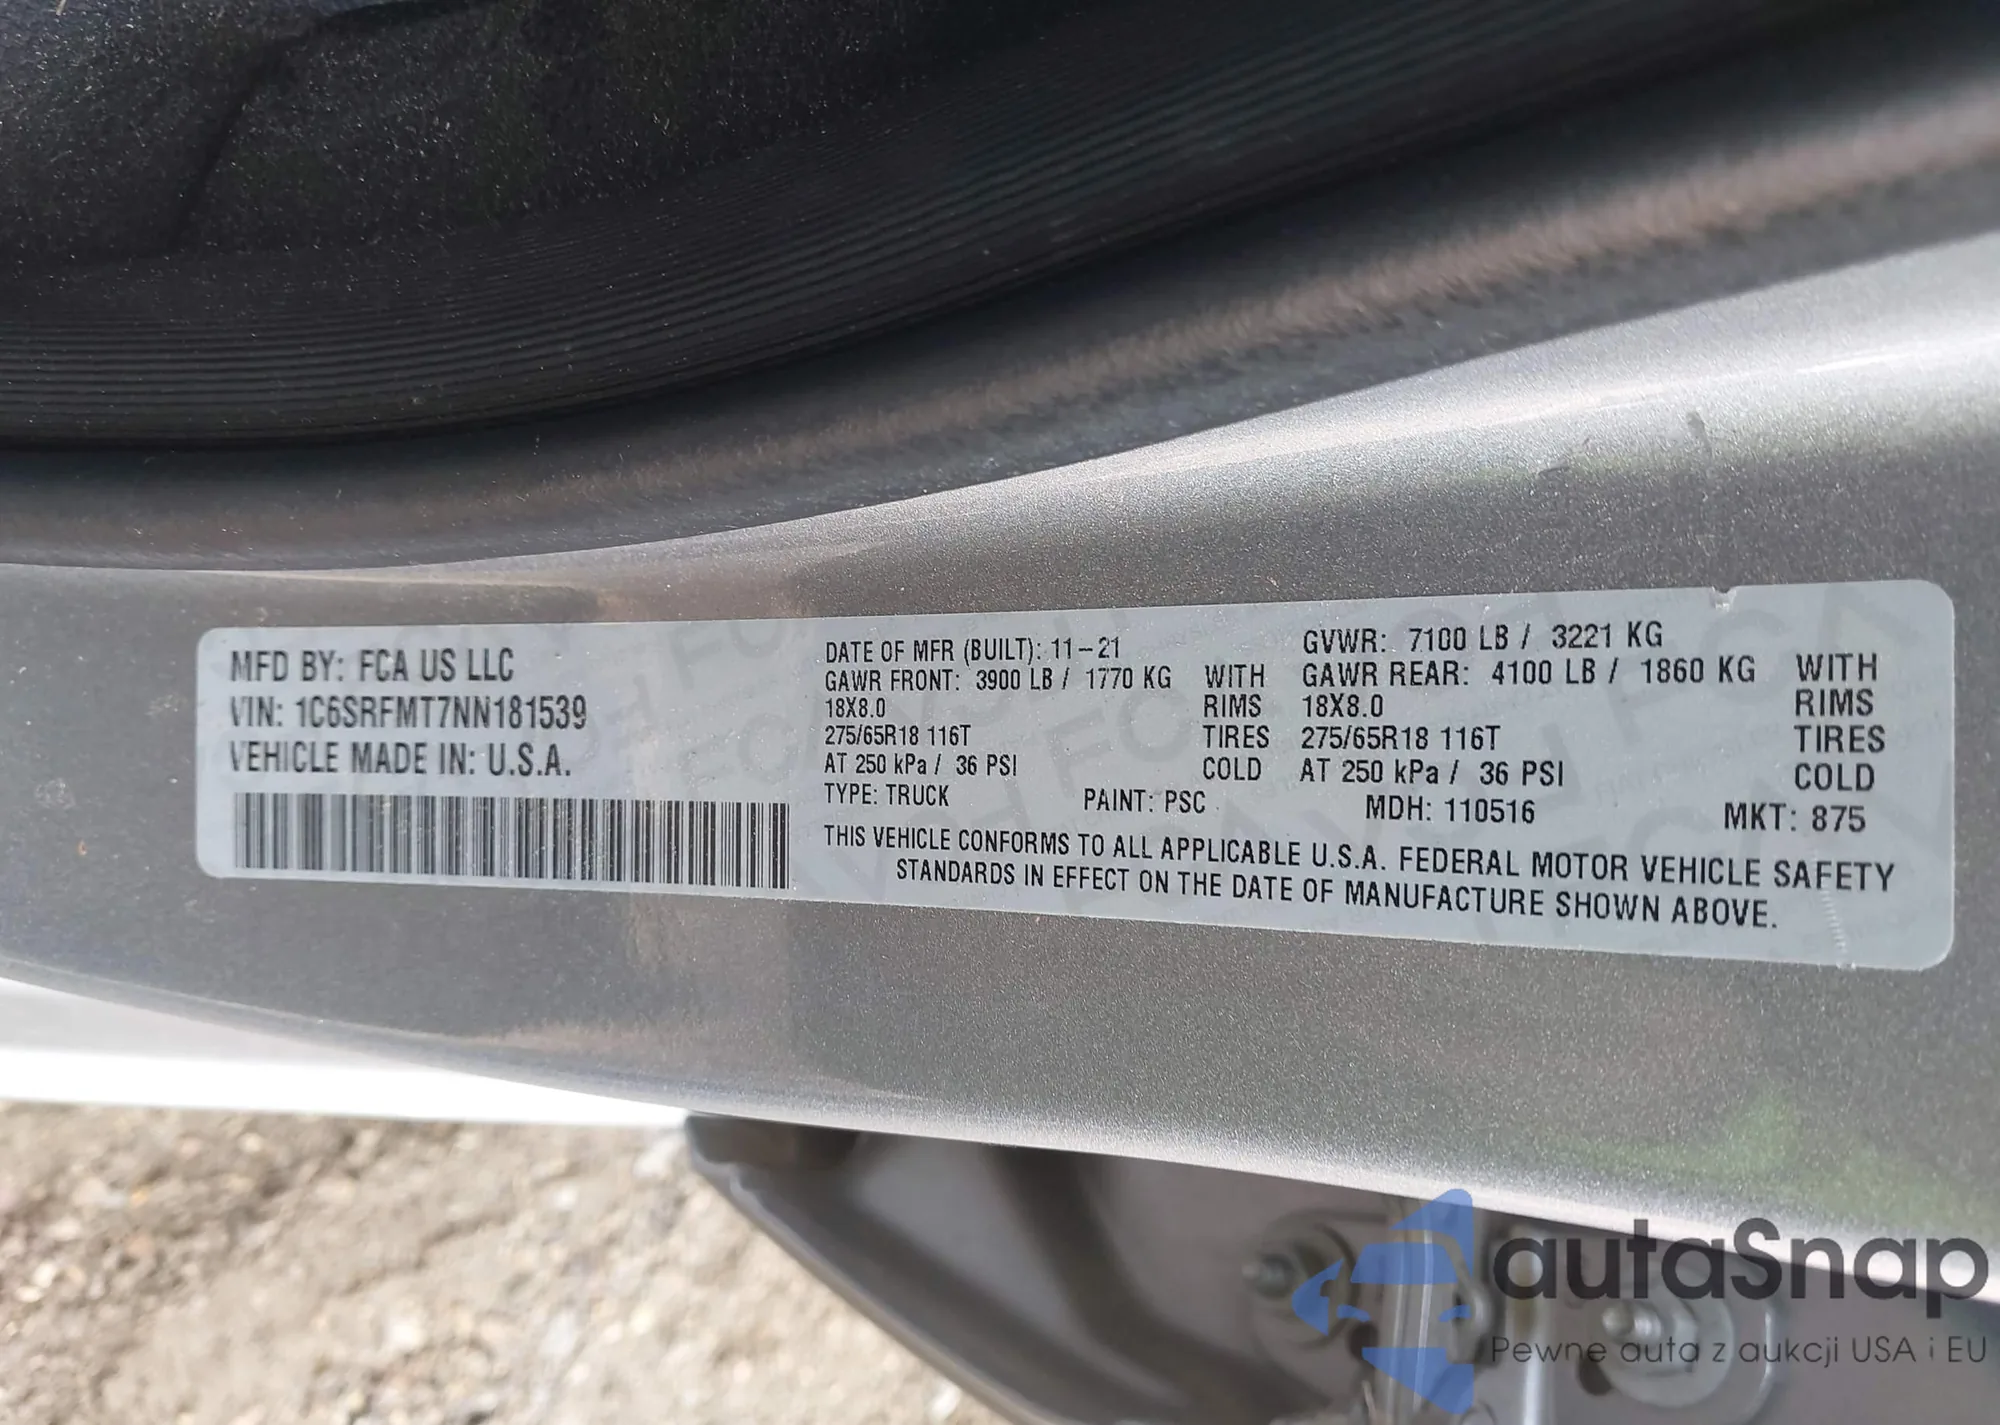 MFD BY: FCA US LLC
VIN: 1C6SRFMT7NN181539
VEHICLE MADE IN: U.S.A.
DATE OF MFR (BUILT): 11-21 GVWR: 7100 LB / 3221 KG
GAWR FRONT: 3900 LB / 1770 KG WITH GAWR REAR: 4100 LB / 1860 KG WITH
18X8.0 RIMS 18X8.0 RIMS
275/65R18 116T TIRES 275/65R18 116T TIRES
AT 250 kPa / 36 PSI COLD AT 250 kPa / 36 PSI COLD
TYPE: TRUCK PAINT: PSC MDH: 110516 MKT: 875
THIS VEHICLE CONFORMS TO ALL APPLICABLE U.S.A. FEDERAL MOTOR VEHICLE SAFETY
STANDARDS IN EFFECT ON THE DATE OF MANUFACTURE SHOWN ABOVE.
autaSnap
Pewne auta z aukcji USA i EU